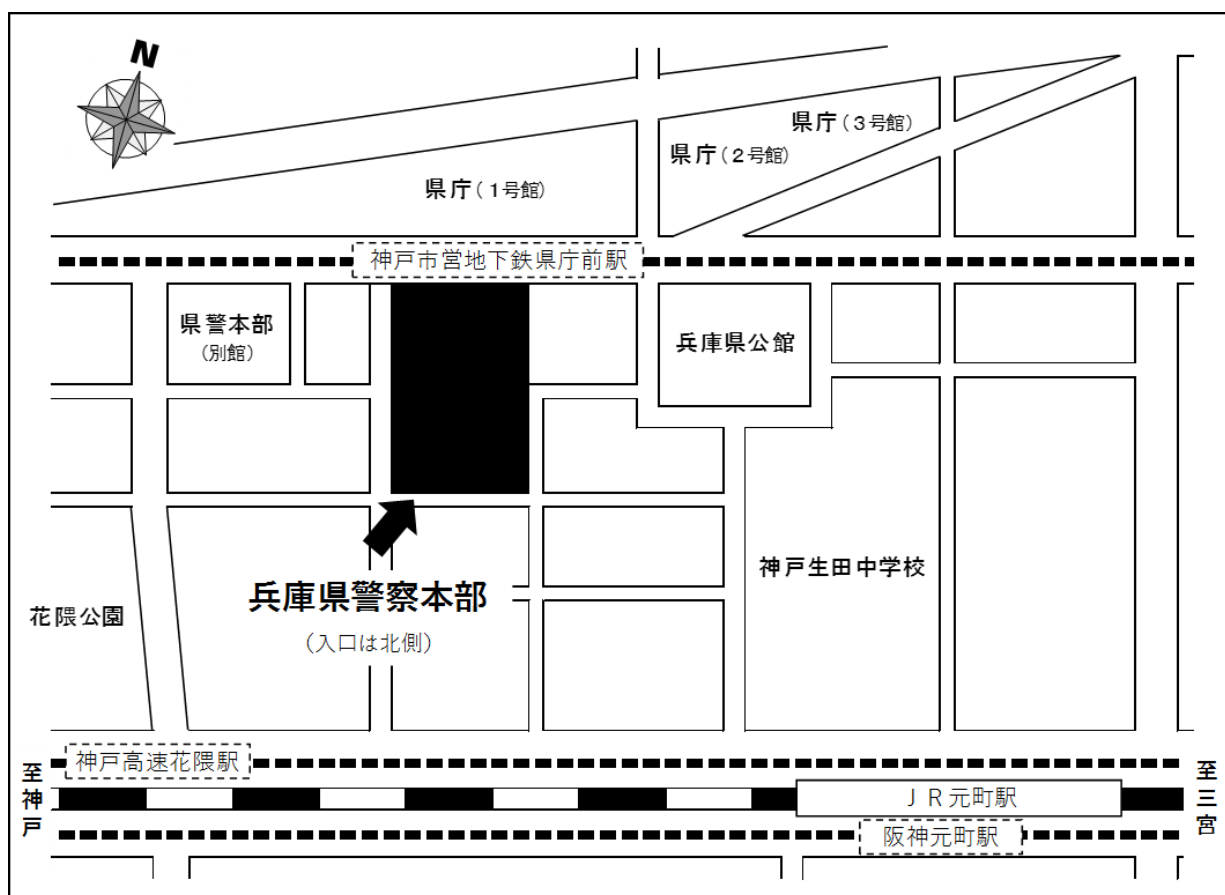 N
県庁（３号館）
県庁（２号館）
県庁（１号館）
神戸市営地下鉄県庁前駅
県警本部
（別館）
兵庫県公館
神戸生田中学校
兵庫県警察本部
（入口は北側）
花隈公園
神戸高速花隈駅
至神戸
ＪＲ元町駅
至三宮
阪神元町駅